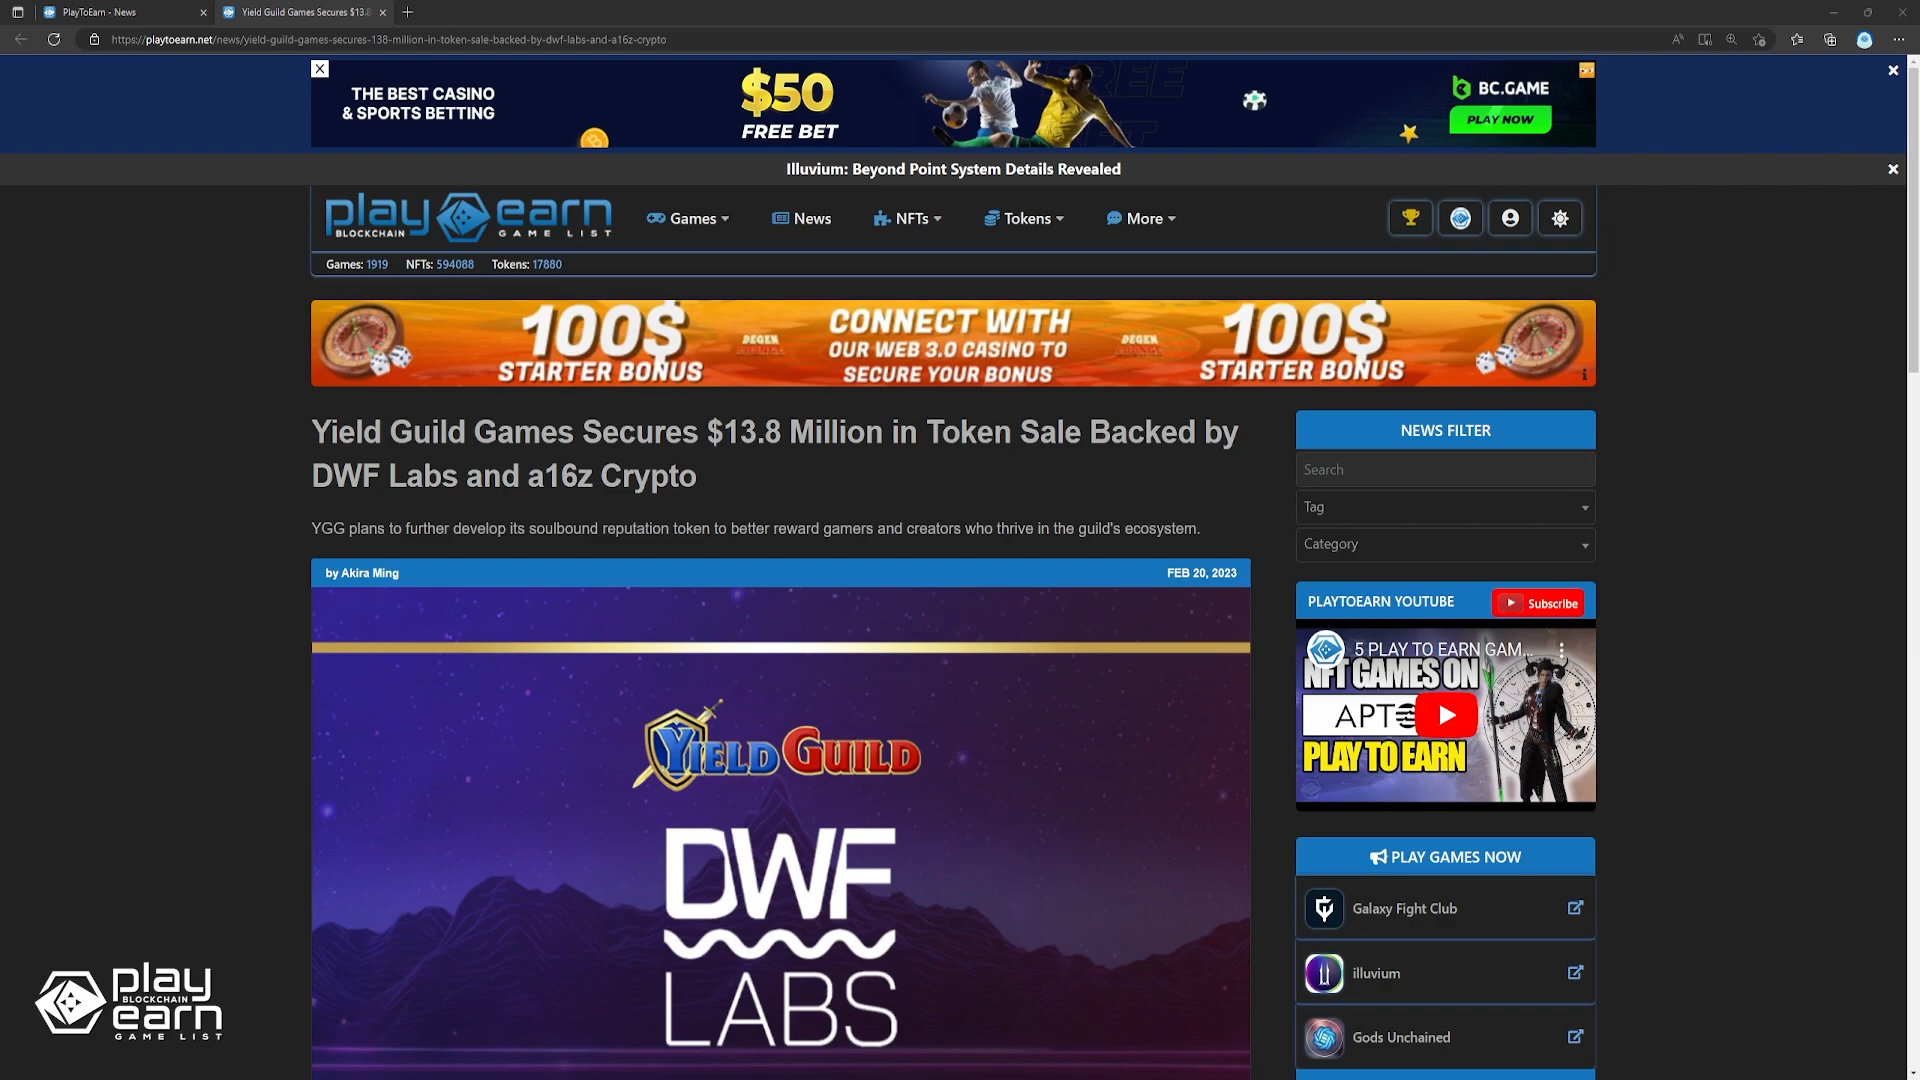 PlayToEarn - News
Yield Guild Games Secures $13.8
https://playtoearn.net/news/yield-guild-games-secures-138-million-in-token-sale-backed-by-dwf-labs-and-a16z-crypto
THE BEST CASINO
& SPORTS BETTING
$50
FREE BET
BC.GAME
PLAY NOW
Illuvium: Beyond Point System Details Revealed
play earn
BLOCKCHAIN GAME LIST
Games
News
NFTs
Tokens
More
Games: 1919 NFTs: 594088 Tokens: 17880
100$
STARTER BONUS
CONNECT WITH
OUR WEB 3.0 CASINO TO
SECURE YOUR BONUS
100$
STARTER BONUS
Yield Guild Games Secures $13.8 Million in Token Sale Backed by
DWF Labs and a16z Crypto
YGG plans to further develop its soulbound reputation token to better reward gamers and creators who thrive in the guild's ecosystem.
by Akira Ming
FEB 20, 2023
YIELD GUILD
DWF
LABS
NEWS FILTER
Search
Tag
Category
PLAYTOEARN YOUTUBE
Subscribe
5 PLAY TO EARN GAM...
NFT GAMES ON
APT
PLAY TO EARN
PLAY GAMES NOW
Galaxy Fight Club
illuvium
Gods Unchained
play
BLOCKCHAIN
earn
GAME LIST